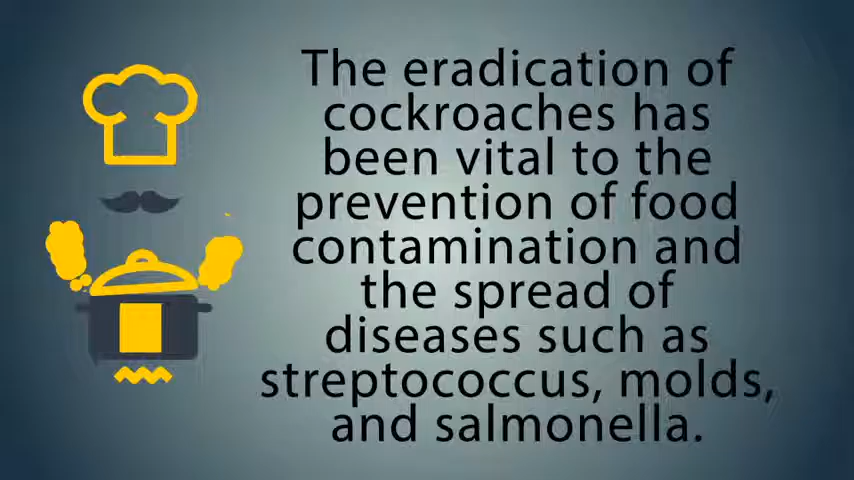 The eradication of
cockroaches has
been vital to the
prevention of food
contamination and
the spread of
diseases such as
streptococcus, molds,
and salmonella.